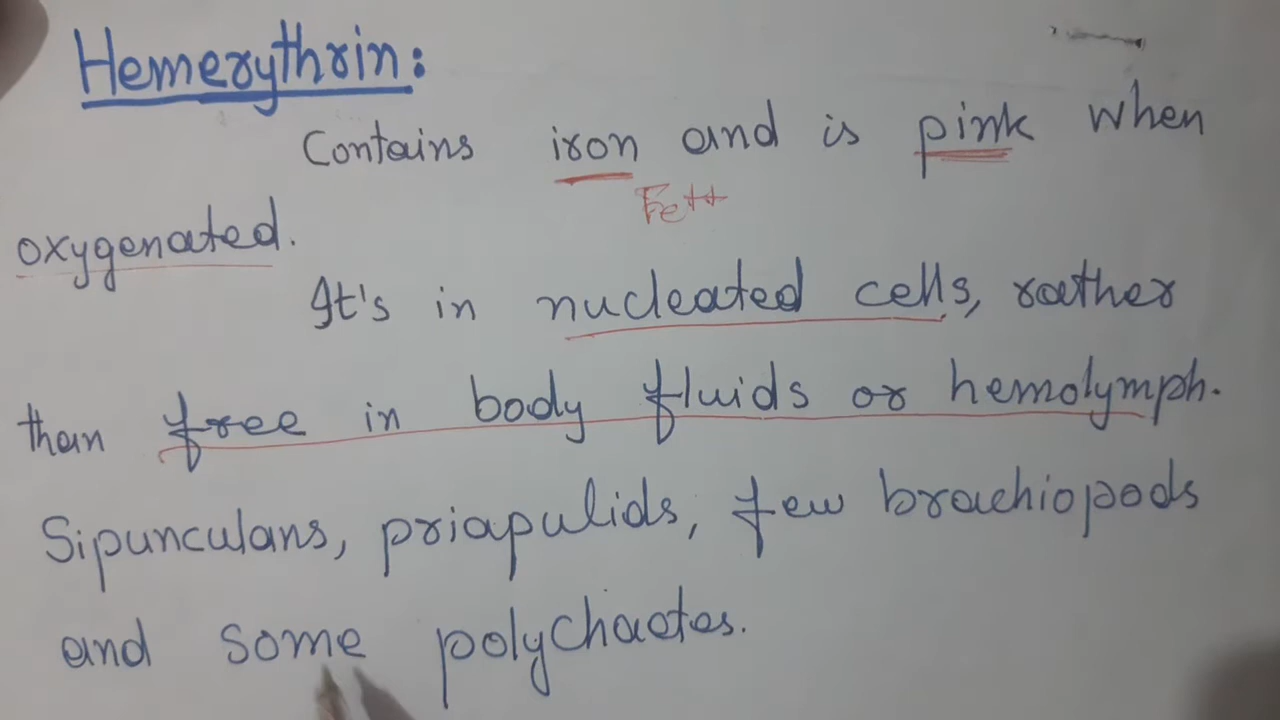 Hemerythrin:
Contains iron and is pink when
Fe++
oxygenated.
It's in nucleated cells, rather
than free in body fluids or hemolymph.
Sipunculans, priapulids, few brachiopods
and some polychaetes.